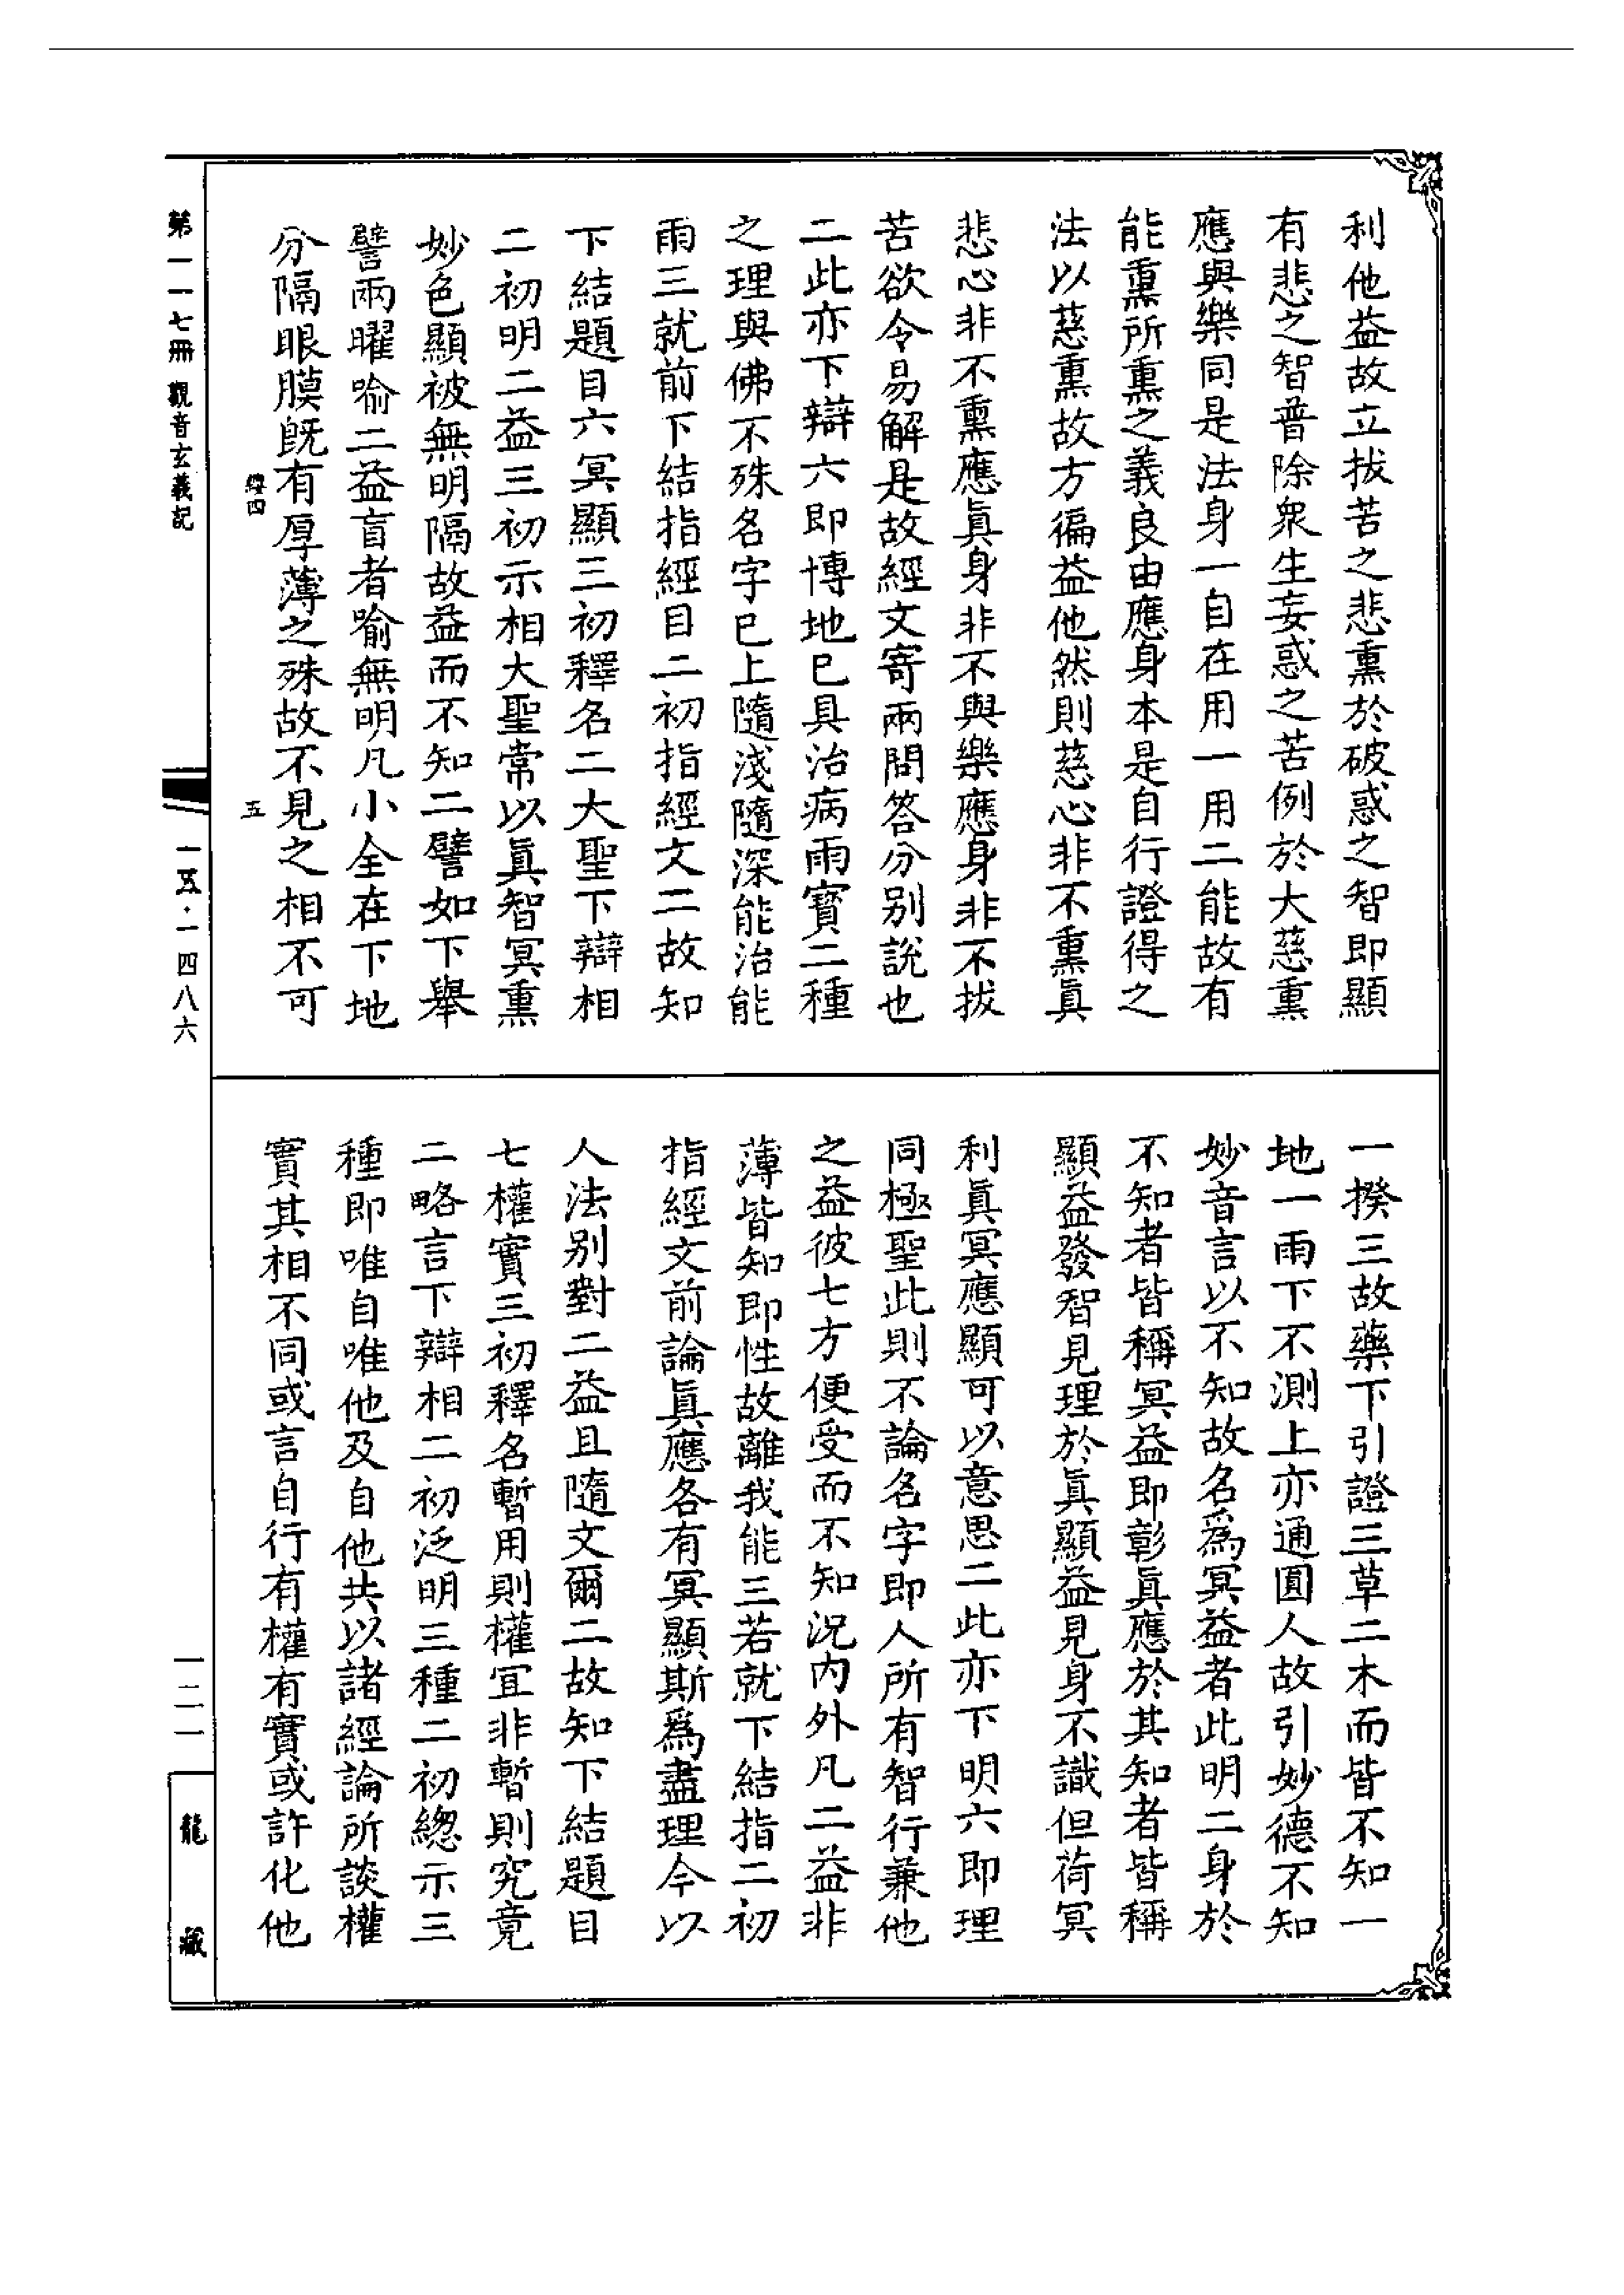 利他益故立拔苦之悲熏於破惑之智即顯
有悲之智普除衆生妄惑之苦例於大慈熏
應與樂同是法身一自在用一用二能故有
能熏所熏之義良由應身本是自行證得之
法以慈熏故方徧益他然則慈心非不熏眞
悲心非不熏應眞身非不與樂應身非不拔
苦欲令易解是故經文寄兩問答分别說也
二此亦下辯六即博地已具治病雨寳二種
之理與佛不殊名字已上隨淺隨深能治能
雨三就前下結指經目二初指經文二故知
下結題目六冥顯三初釋名二大聖下辯相
二初明二益三初示相大聖常以眞智冥熏
妙色顯被無明隔故益而不知二譬如下舉
譬兩曜喻二益盲者喻無明凡小全在下地
分隔眼膜旣有厚薄之殊故不見之相不可
一揆三故藥下引證三草二木而皆不知一
地一雨下不測上亦通圓人故引妙德不知
妙音言以不知故名爲冥益者此明二身於
不知者皆稱冥益即彰眞應於其知者皆稱
顯益發智見理於眞顯益見身不識但荷冥
利眞冥應顯可以意思二此亦下明六即理
同極聖此則不論名字即人所有智行兼他
之益彼七方便受而不知況内外凡二益非
薄皆知即性故離我能三若就下結指二初
指經文前論眞應各有冥顯斯爲盡理今以
人法别對二益且隨文爾二故知下結題目
七權實三初釋名暫用則權宜非暫則究竟
二略言下辯相二初泛明三種二初緫示三
種即唯自唯他及自他共以諸經論所談權
實其相不同或言自行有權有實或許化他
第一一七冊 觀音玄義記
經四
五
一五·一四八六
一二一
龍藏